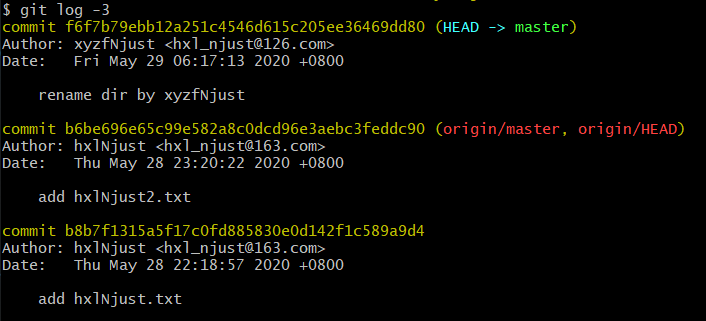 $ git log -3
commit f6f7b79ebb12a251c4546d615c205ee36469dd80 (HEAD -> master)
Author: xyzfNjust <hxl_njust@126.com>
Date:   Fri May 29 06:17:13 2020 +0800
rename dir by xyzfNjust
commit b6be696e65c99e582a8c0dcd96e3aebc3feddc90 (origin/master, origin/HEAD)
Author: hxlNjust <hxl_njust@163.com>
Date:   Thu May 28 23:20:22 2020 +0800
add hxlNjust2.txt
commit b8b7f1315a5f17c0fd885830e0d142f1c589a9d4
Author: hxlNjust <hxl_njust@163.com>
Date:   Thu May 28 22:18:57 2020 +0800
add hxlNjust.txt